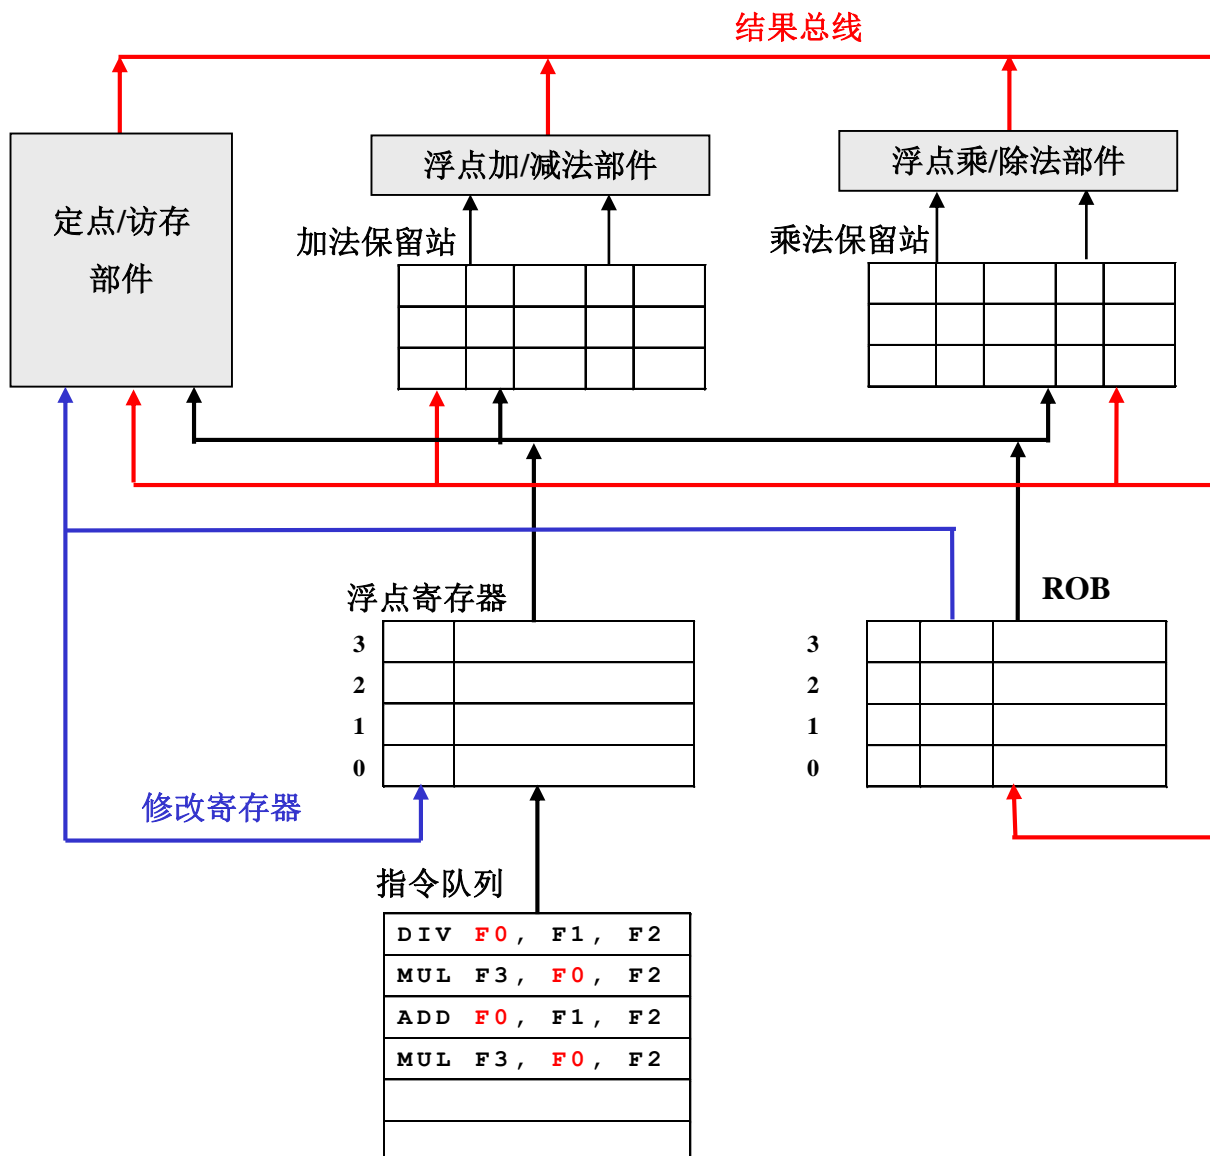 结果总线
浮点加/减法部件
浮点乘/除法部件
定点/访存
部件
加法保留站
乘法保留站
浮点寄存器
ROB
3
2
1
0
3
2
1
0
修改寄存器
指令队列
DIV F0, F1, F2
MUL F3, F0, F2
ADD F0, F1, F2
MUL F3, F0, F2